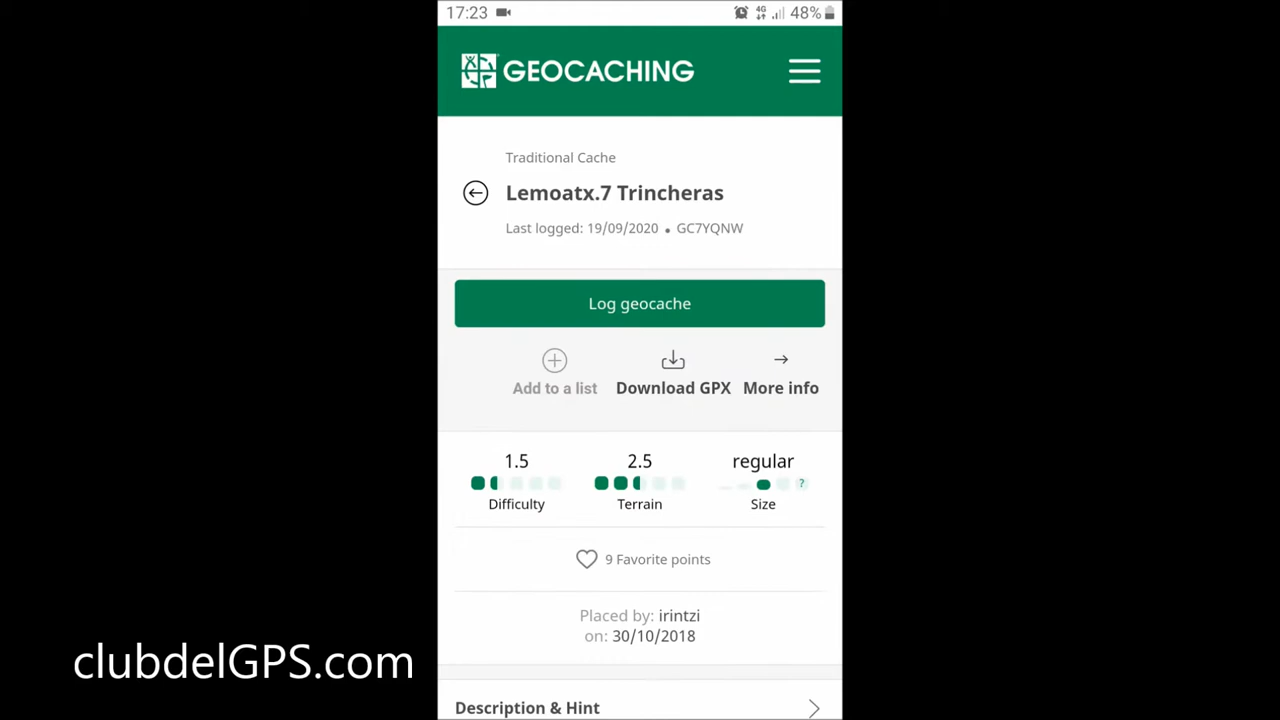 17:23 4G 48%
GEOCACHING
Traditional Cache
Lemoatx.7 Trincheras
Last logged: 19/09/2020 • GC7YQNW
Log geocache
Add to a list Download GPX More info
1.5 2.5 regular
?
Difficulty Terrain Size
9 Favorite points
Placed by: irintzi
on: 30/10/2018
clubdelGPS.com
Description & Hint